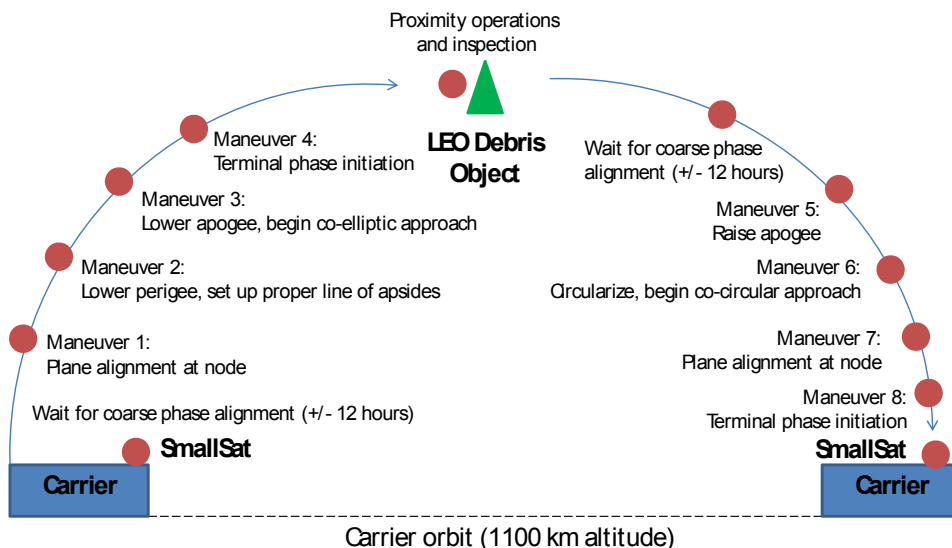 Proximity operations
and inspection
LEO Debris
Object
Maneuver 4:
Terminal phase initiation
Maneuver 3:
Lower apogee, begin co-elliptic approach
Maneuver 2:
Lower perigee, set up proper line of apsides
Maneuver 1:
Plane alignment at node
Wait for coarse phase alignment (+/- 12 hours)
SmallSat
Carrier
Wait for coarse phase
alignment (+/- 12 hours)
Maneuver 5:
Raise apogee
Maneuver 6:
Circularize, begin co-circular approach
Maneuver 7:
Plane alignment at node
Maneuver 8:
Terminal phase initiation
SmallSat
Carrier
Carrier orbit (1100 km altitude)